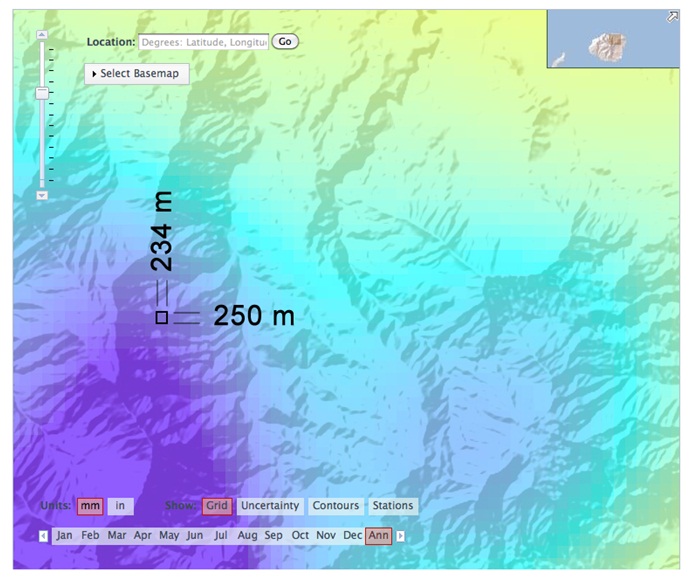 Location: Degrees: Latitude, Longitu Go
Select Basemap
234 m
250 m
Units: mm in Show: Grid Uncertainty Contours Stations
Jan Feb Mar Apr May Jun Jul Aug Sep Oct Nov Dec Ann